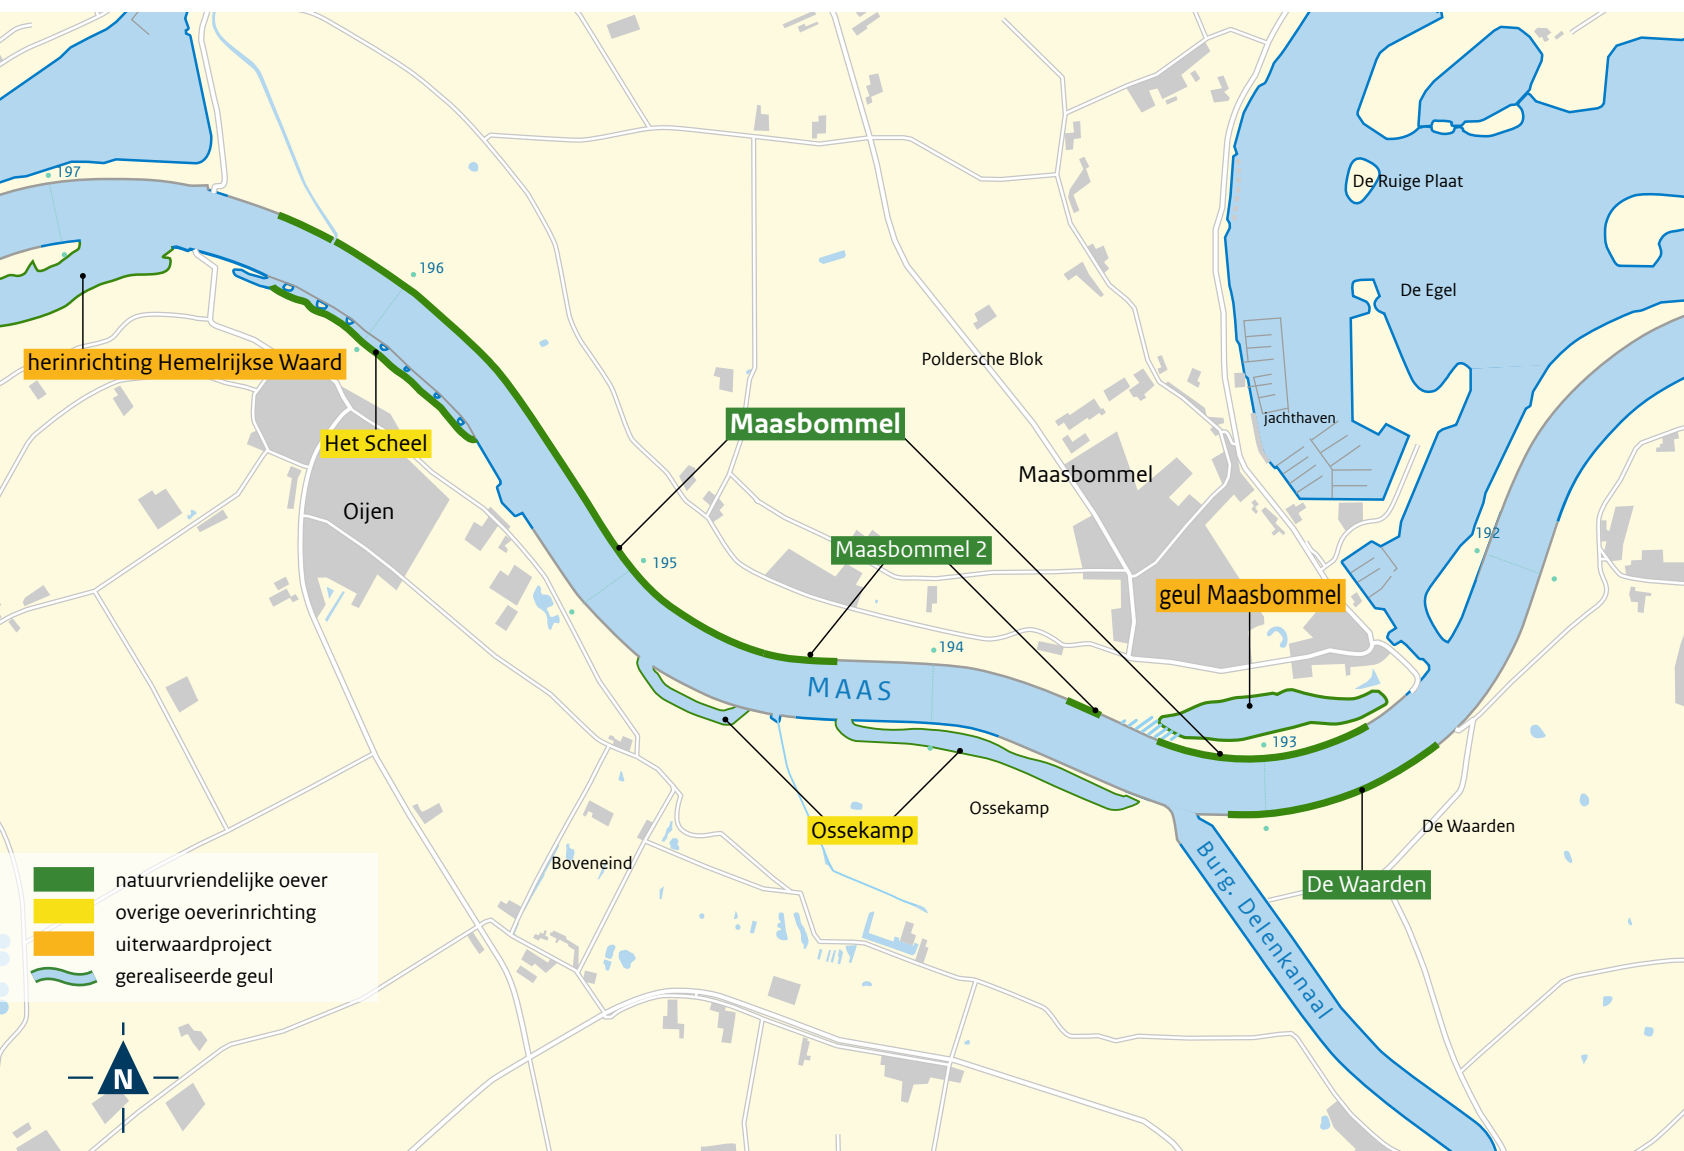 197
De Ruige Plaat
196
De Egel
herinrichting Hemelrijkse Waard
Poldersche Blok
jachthaven
Maasbommel
Het Scheel
Maasbommel
Oijen
192
Maasbommel 2
195
geul Maasbommel
194
MAAS
193
Ossekamp
De Waarden
Ossekamp
Boveneind
De Waarden
Burg. Delenkanaal
natuurvriendelijke oever
overige oeverinrichting
uiterwaardproject
gerealiseerde geul
N